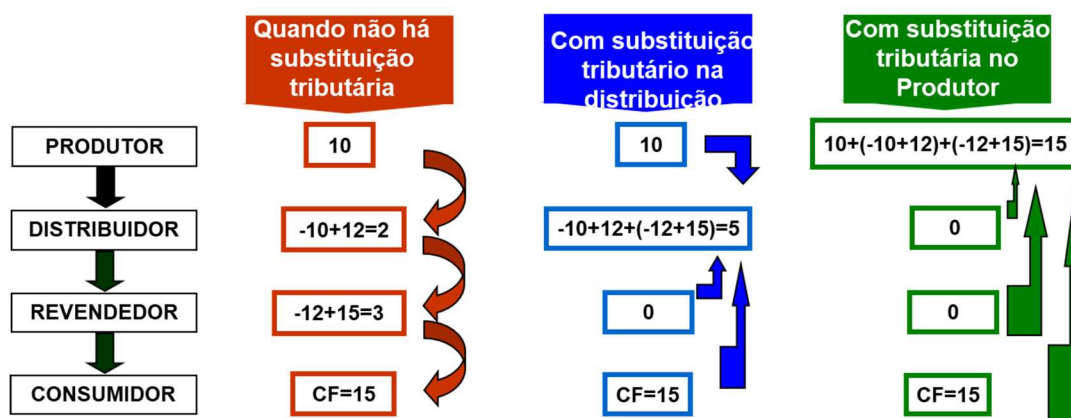 Quando não há
substituição
tributária
Com substituição
tributário na
distribuição
Com substituição
tributária no
Produtor
PRODUTOR
10
10
10+(-10+12)+(-12+15)=15
DISTRIBUIDOR
-10+12=2
-10+12+(-12+15)=5
0
REVENDEDOR
-12+15=3
0
0
CONSUMIDOR
CF=15
CF=15
CF=15